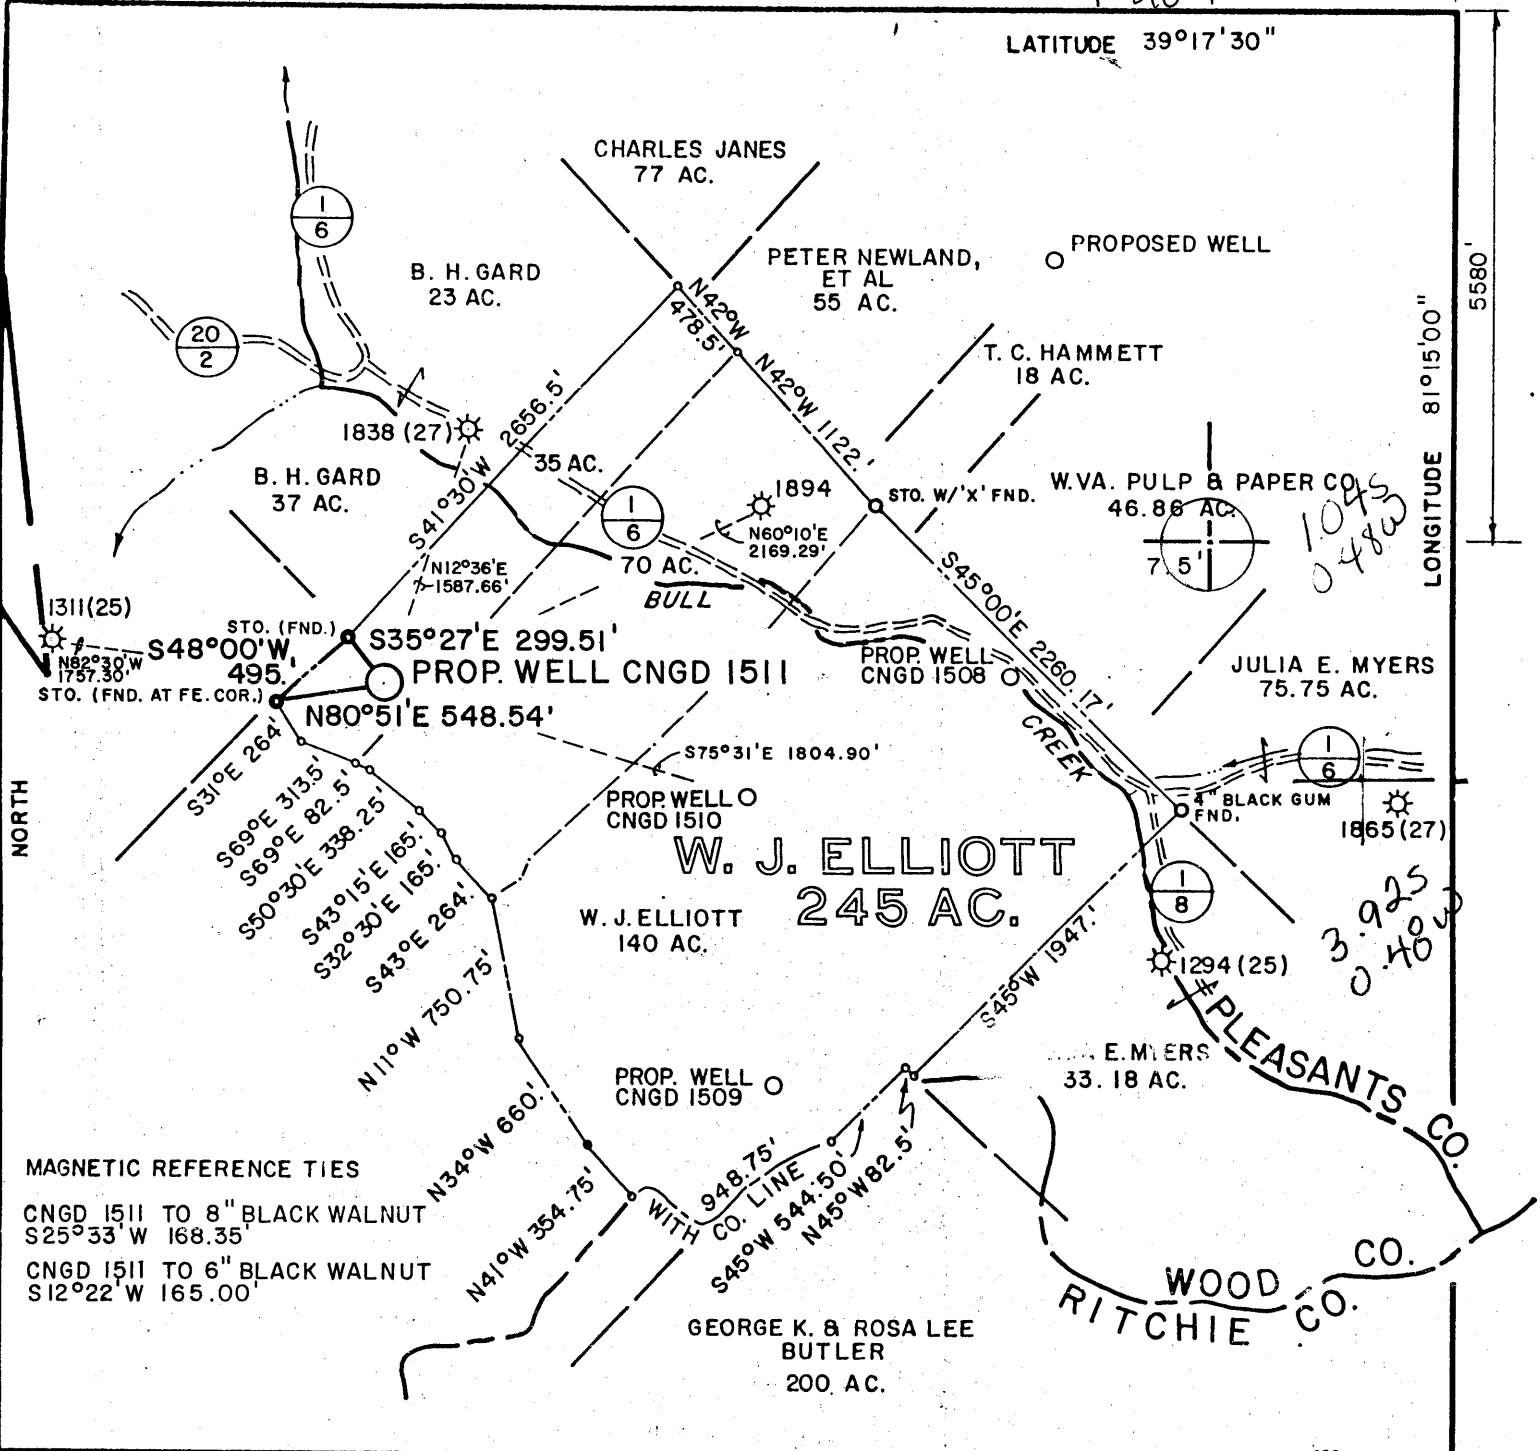 LATITUDE 39°17'30"
CHARLES JANES
77 AC.
PROPOSED WELL
PETER NEWLAND,
ET AL
55 AC.
B. H. GARD
23 AC.
1
6
20
2
N42°W
478.5'
N42°W 1122.'
T. C. HAMMETT
18 AC.
5580'
LONGITUDE 81°15'00"
1838 (27)
S41°30'W 2656.5'
35 AC.
B. H. GARD
37 AC.
1894
STO. W/'X' FND.
W.VA. PULP & PAPER CO.
46.86 AC.
7.5'
1.04S
0.48W
N60°10'E
2169.29'
1
6
70 AC.
BULL
N12°36'E
1587.66'
S45°00'E 2260.17'
1311(25)
STO. (FND.)
S35°27'E 299.51'
S48°00'W
495.'
N82°30'W
1757.30'
STO. (FND. AT FE. COR.)
PROP. WELL CNGD 1511
N80°51'E 548.54'
PROP. WELL
CNGD 1508
JULIA E. MYERS
75.75 AC.
CREEK
1
6
S75°31'E 1804.90'
PROP. WELL
CNGD 1510
4" BLACK GUM
FND.
1865(27)
NORTH
S31°E 264'
S69°E 313.5'
S69°E 82.5'
S50°30'E 338.25'
S43°15'E 165.'
S32°30'E 165.'
S43°E 264.'
W. J. ELLIOTT
245 AC.
W. J. ELLIOTT
140 AC.
1
8
3.92S
0.48W
1294(25)
S45°W 1947.'
N11°W 750.75'
PLEASANTS CO.
E. MYERS
33.18 AC.
PROP. WELL
CNGD 1509
N34°W 660.'
N41°W 354.75'
WITH CO. LINE
948.75'
S45°W 544.50'
N45°W 82.5'
MAGNETIC REFERENCE TIES
CNGD 1511 TO 8" BLACK WALNUT
S25°33'W 168.35'
CNGD 1511 TO 6" BLACK WALNUT
S12°22'W 165.00'
WOOD CO.
RITCHIE CO.
GEORGE K. & ROSA LEE
BUTLER
200 AC.